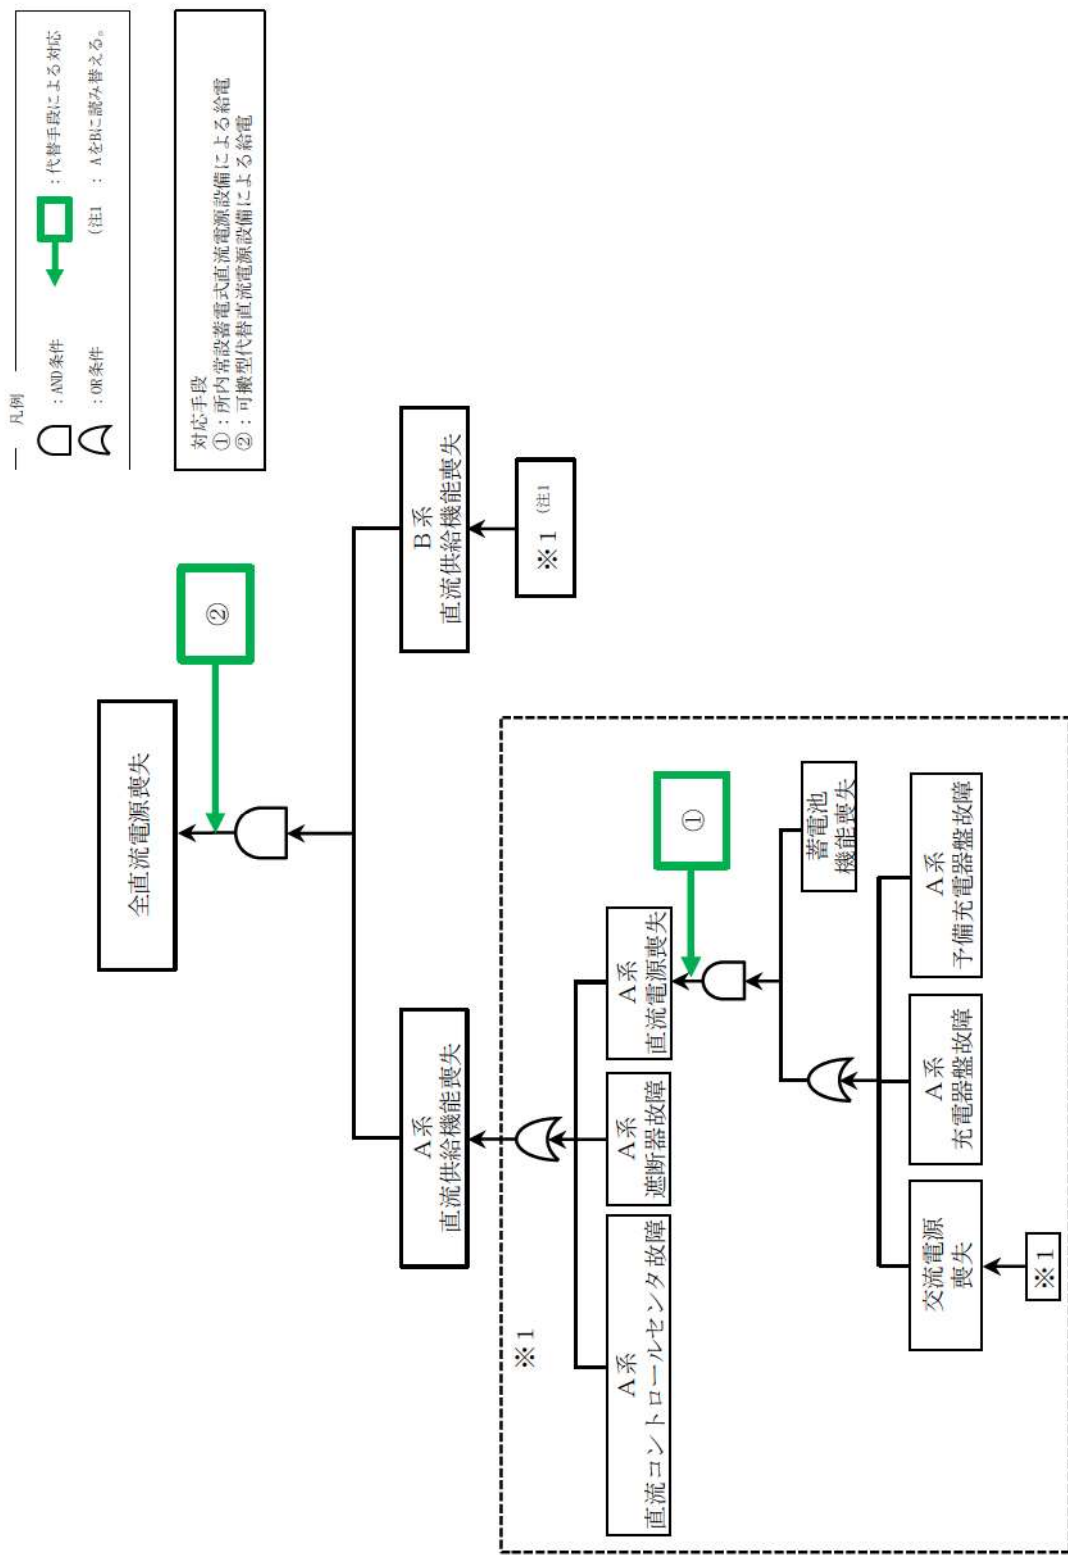 凡例
：AND条件
：代替手段による対応
：OR条件
(注1 ： AをBに読み替える。
対応手段
①：所内常設蓄電式直流電源設備による給電
②：可搬型代替直流電源設備による給電
全直流電源喪失
②
A系
直流供給機能喪失
B系
直流供給機能喪失
※1 (注1
※1
A系
直流コントロールセンタ故障
A系
遮断器故障
A系
直流電源喪失
①
蓄電池
機能喪失
交流電源
喪失
A系
充電器盤故障
A系
予備充電器盤故障
※1